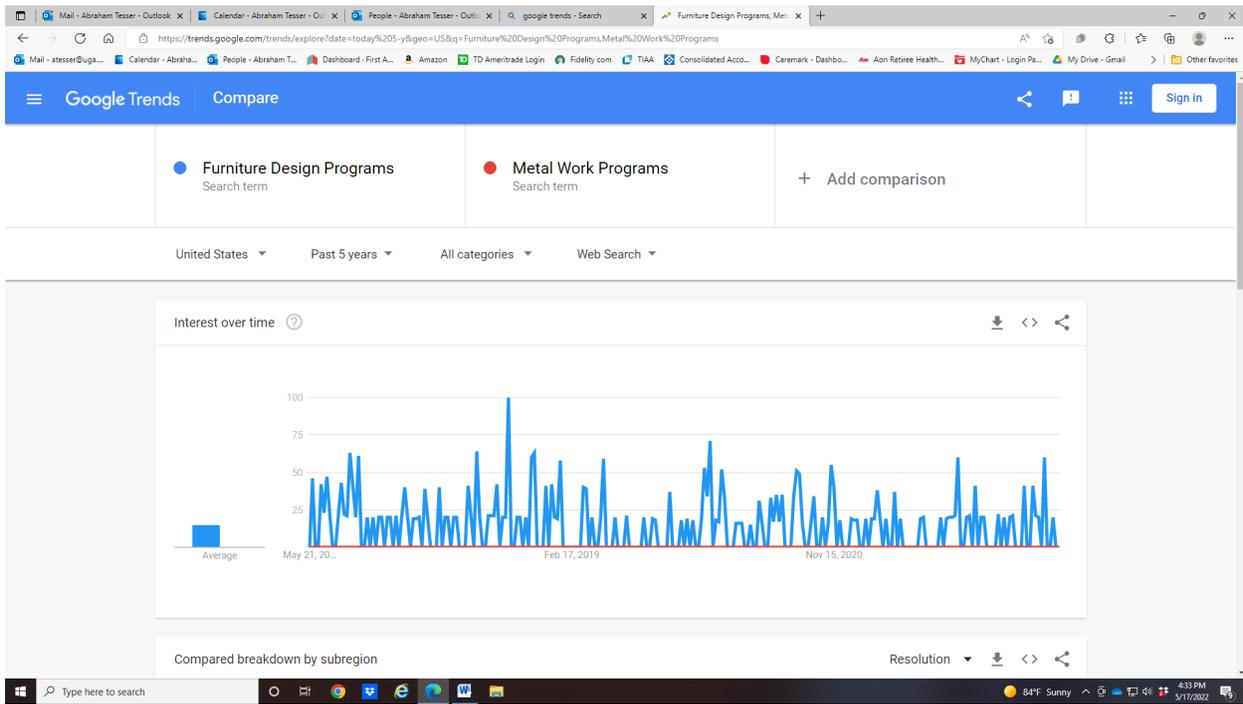 Mail - Abraham Tesser - Outlook
Calendar - Abraham Tesser - Ou
People - Abraham Tesser - Outlo
google trends - Search
Furniture Design Programs, Met
https://trends.google.com/trends/explore?date=today%205-y&geo=US&q=Furniture%20Design%20Programs,Metal%20Work%20Programs
Mail - atesser@uga.... Calendar - Abraha... People - Abraham T... Dashboard - First A... Amazon TD Ameritrade Login Fidelity com TIAA Consolidated Acco... Caremark - Dashbo... Aon Retiree Health... MyChart - Login Pa... My Drive - Gmail Other favorites
Google Trends Compare Sign in
Furniture Design Programs
Search term
Metal Work Programs
Search term
+ Add comparison
United States Past 5 years All categories Web Search
Interest over time ?
100
75
50
25
Average
May 21, 20... Feb 17, 2019 Nov 15, 2020
Compared breakdown by subregion Resolution
Type here to search
84°F Sunny
4:33 PM
5/17/2022